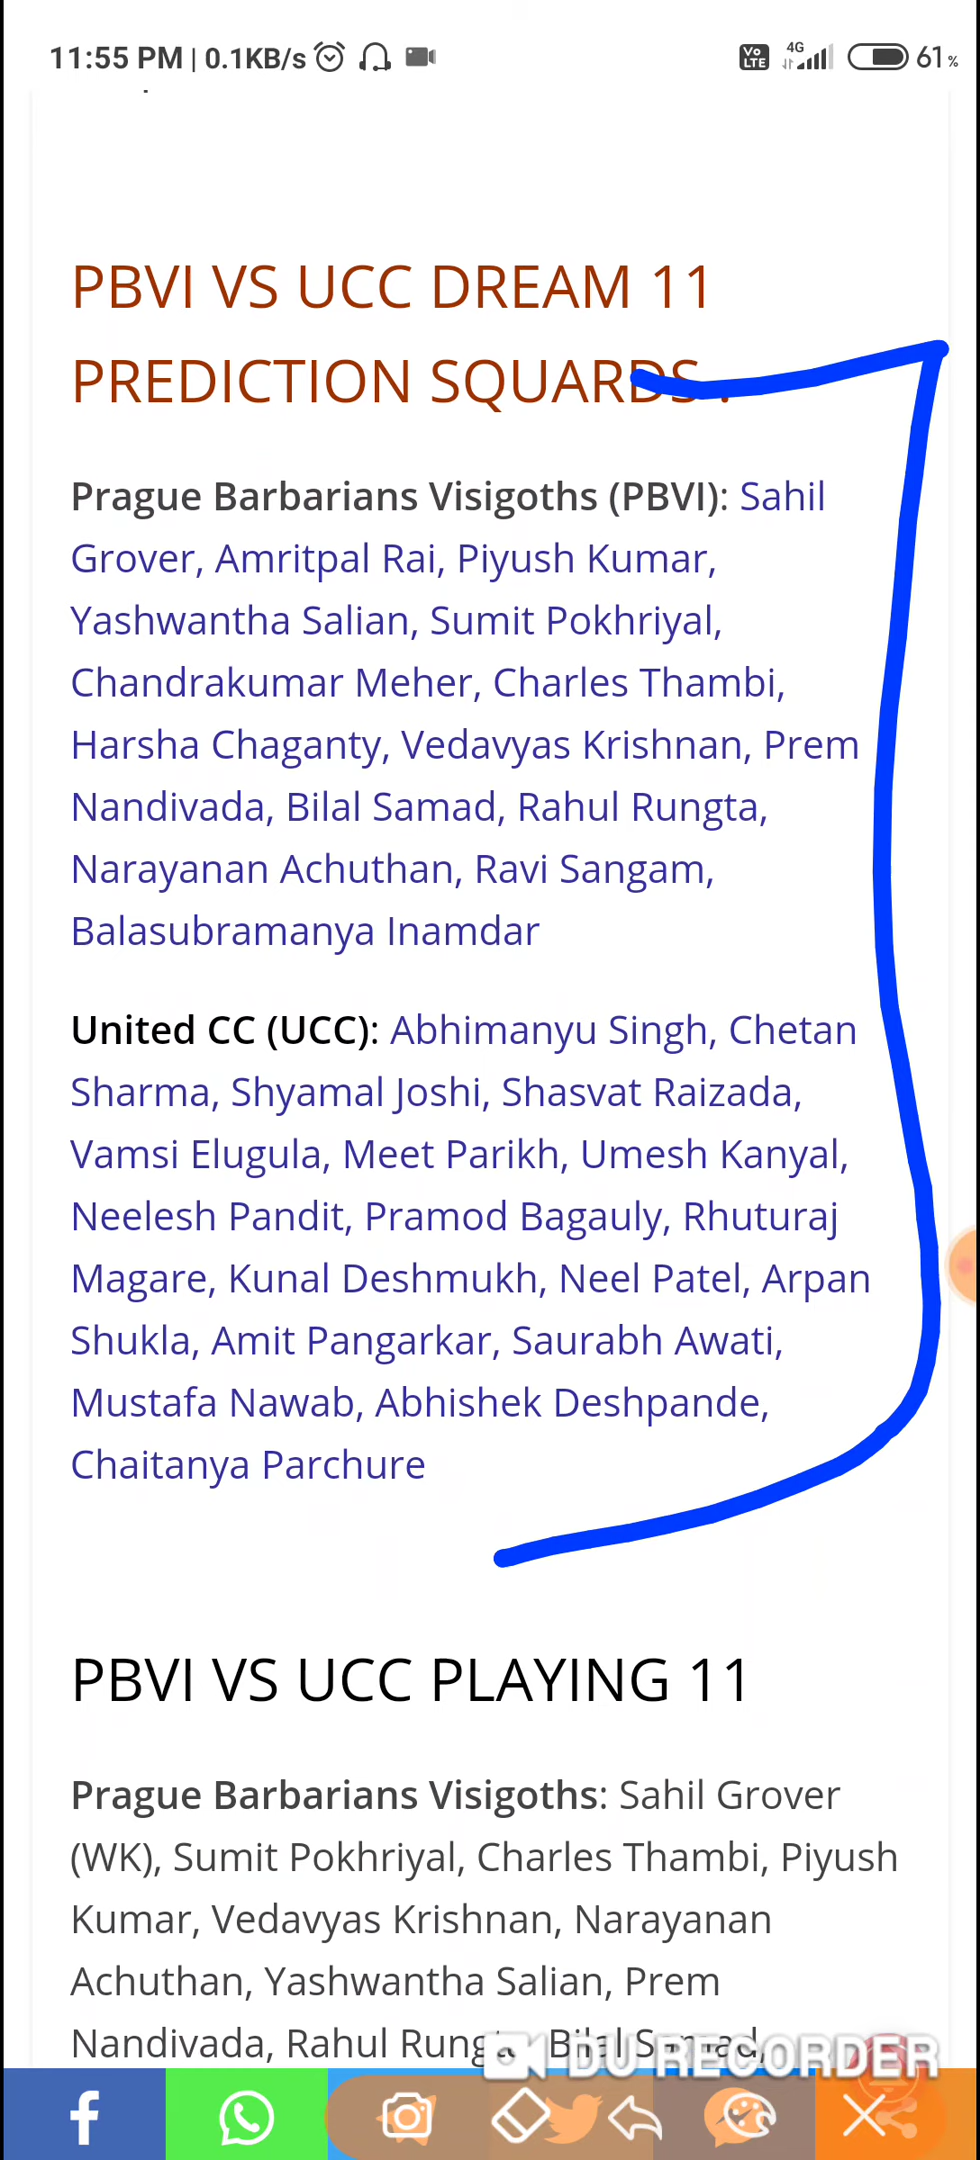 11:55 PM | 0.1KB/s Vo LTE 4G 61%
PBVI VS UCC DREAM 11
PREDICTION SQUARDS :
Prague Barbarians Visigoths (PBVI): Sahil
Grover, Amritpal Rai, Piyush Kumar,
Yashwantha Salian, Sumit Pokhriyal,
Chandrakumar Meher, Charles Thambi,
Harsha Chaganty, Vedavyas Krishnan, Prem
Nandivada, Bilal Samad, Rahul Rungta,
Narayanan Achuthan, Ravi Sangam,
Balasubramanya Inamdar
United CC (UCC): Abhimanyu Singh, Chetan
Sharma, Shyamal Joshi, Shasvat Raizada,
Vamsi Elugula, Meet Parikh, Umesh Kanyal,
Neelesh Pandit, Pramod Bagauly, Rhuturaj
Magare, Kunal Deshmukh, Neel Patel, Arpan
Shukla, Amit Pangarkar, Saurabh Awati,
Mustafa Nawab, Abhishek Deshpande,
Chaitanya Parchure
PBVI VS UCC PLAYING 11
Prague Barbarians Visigoths: Sahil Grover
(WK), Sumit Pokhriyal, Charles Thambi, Piyush
Kumar, Vedavyas Krishnan, Narayanan
Achuthan, Yashwantha Salian, Prem
Nandivada, Rahul Rungta, Bilal Samad,
DU RECORDER